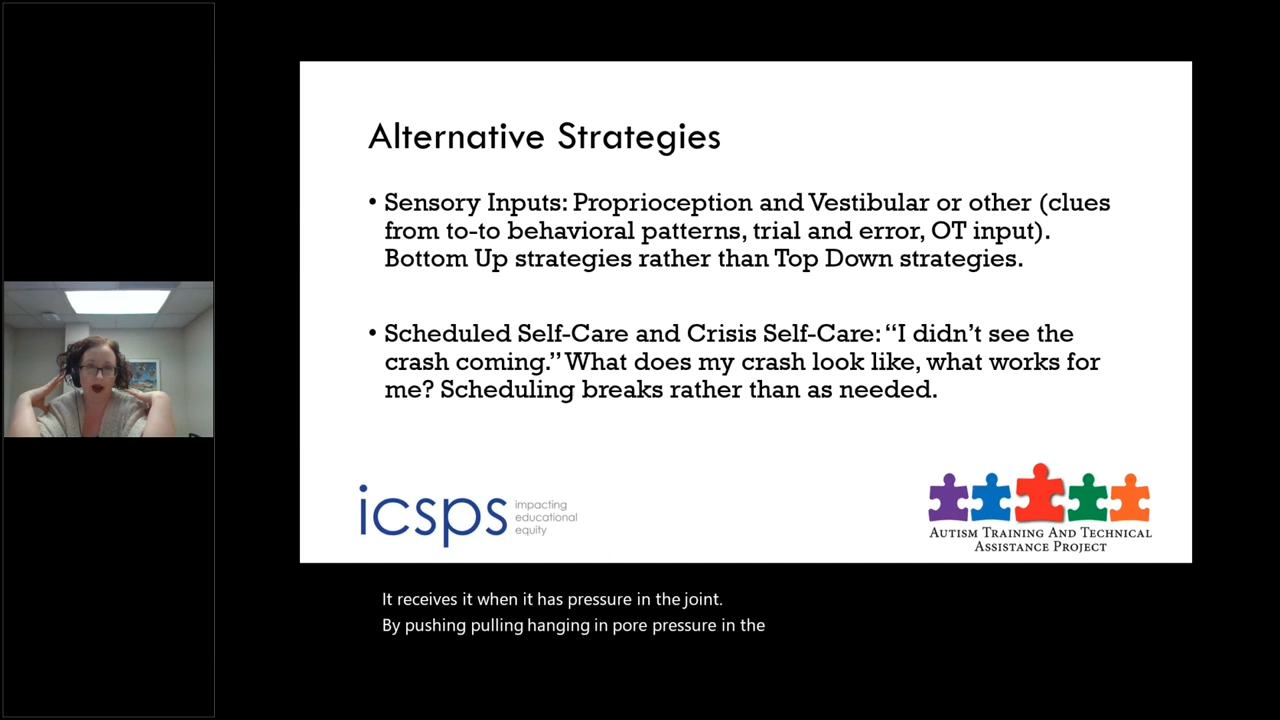 Alternative Strategies
• Sensory Inputs: Proprioception and Vestibular or other (clues
from to-to behavioral patterns, trial and error, OT input).
Bottom Up strategies rather than Top Down strategies.
• Scheduled Self-Care and Crisis Self-Care: “I didn’t see the
crash coming.” What does my crash look like, what works for
me? Scheduling breaks rather than as needed.
icsps
impacting
educational
equity
Autism Training And Technical
Assistance Project
It receives it when it has pressure in the joint.
By pushing pulling hanging in pore pressure in the